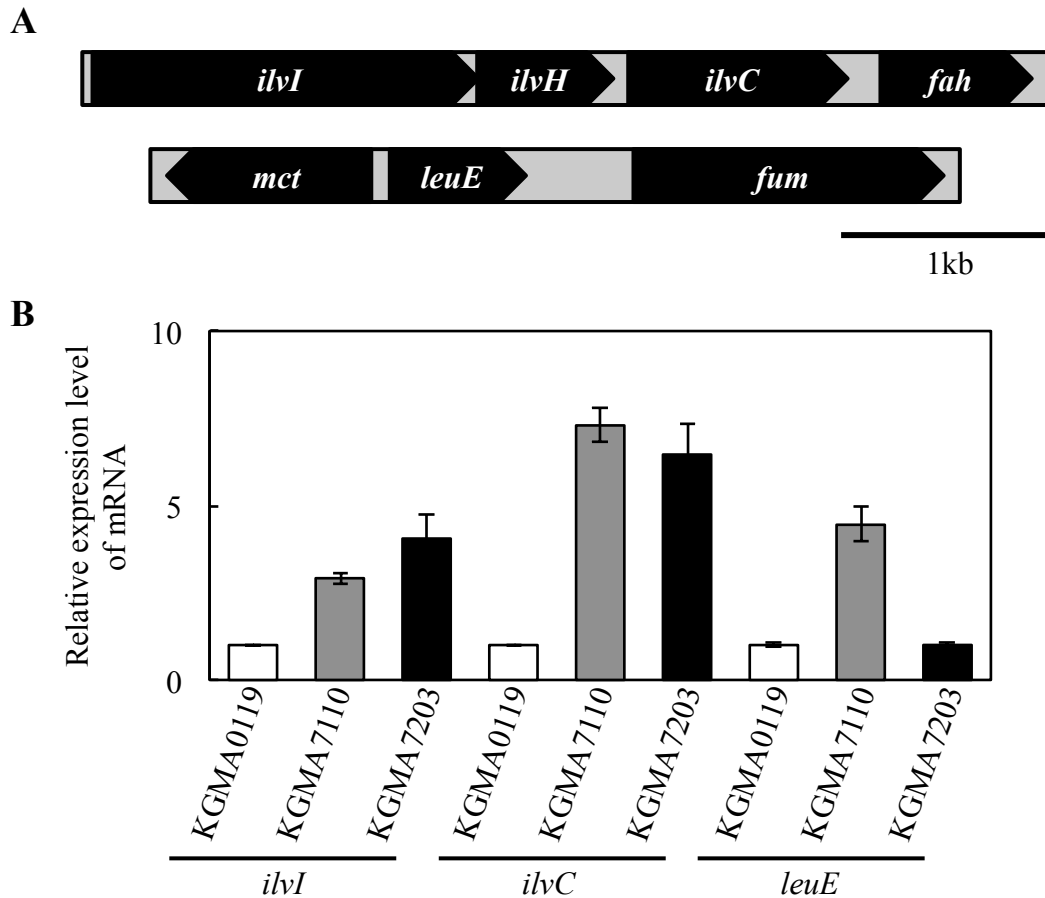 A
ilvI ilvH ilvC fah
mct leuE fum
1kb
B
Relative expression level
of mRNA
10
5
0
KGMA0119 KGMA7110 KGMA7203 KGMA0119 KGMA7110 KGMA7203 KGMA0119 KGMA7110 KGMA7203
ilvI ilvC leuE